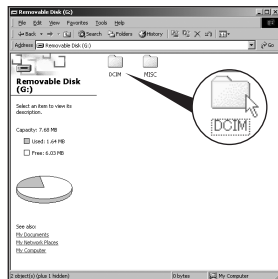 Removable Disk (G:)
File Edit View Favorites Tools Help
Back Search Folders History
Address Removable Disk (G:) Go
DCIM MISC
Removable Disk
(G:)
Select an item to view its
description.
Capacity: 7.68 MB
Used: 1.64 MB
Free: 6.03 MB
DCIM
See also:
My Documents
My Network Places
My Computer
2 object(s) (plus 1 hidden) 0 bytes My Computer